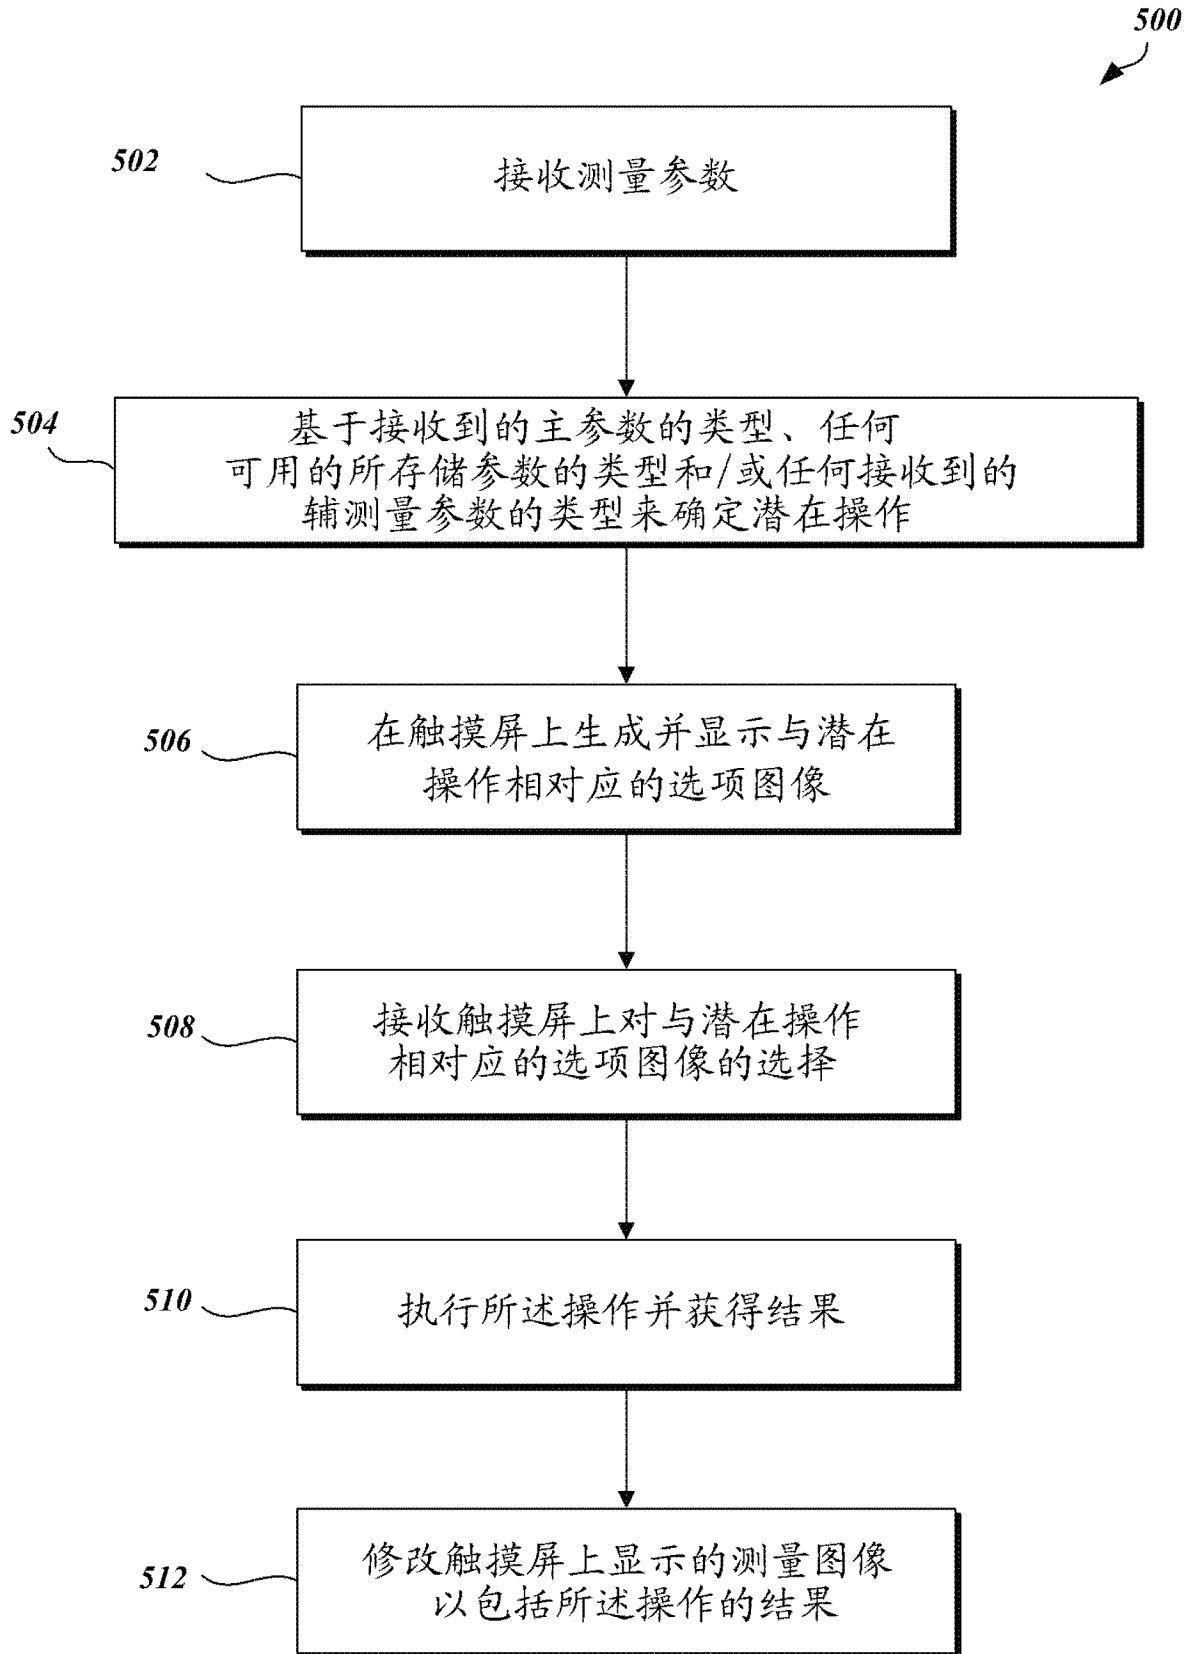 500
502
接收测量参数
504
基于接收到的主参数的类型、任何
可用的所存储参数的类型和/或任何接收到的
辅测量参数的类型来确定潜在操作
506
在触摸屏上生成并显示与潜在
操作相对应的选项图像
508
接收触摸屏上对与潜在操作
相对应的选项图像的选择
510
执行所述操作并获得结果
512
修改触摸屏上显示的测量图像
以包括所述操作的结果